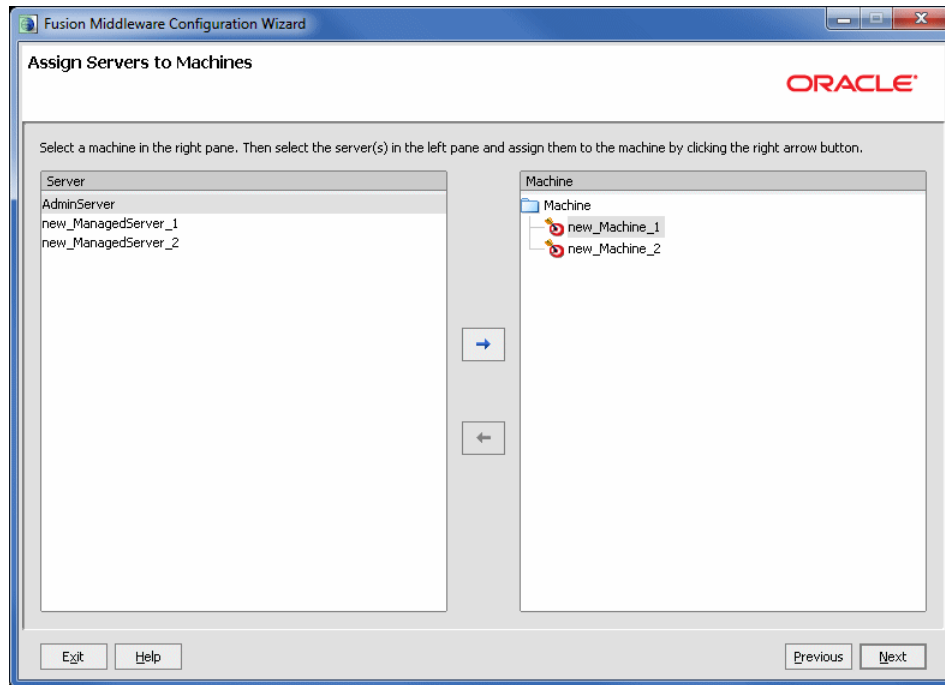 Fusion Middleware Configuration Wizard
Assign Servers to Machines
ORACLE
Select a machine in the right pane. Then select the server(s) in the left pane and assign them to the machine by clicking the right arrow button.
Server
AdminServer
new_ManagedServer_1
new_ManagedServer_2
Machine
Machine
new_Machine_1
new_Machine_2
Exit
Help
Previous
Next